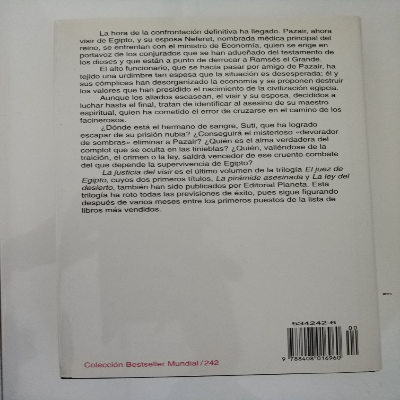 La hora de la confrontación definitiva ha llegado. Pazair, ahora
visir de Egipto, y su esposa Neferet, nombrada médica principal del
reino, se enfrentan con el ministro de Economía, quien se erige en
portavoz de los conjurados que se han adueñado del testamento de
los dioses y que están a punto de derrocar a Ramsés el Grande.
El alto funcionario, que se hacía pasar por amigo de Pazair, ha
tejido una urdimbre tan espesa que la situación es desesperada; él y
sus cómplices han desorganizado la economía y se proponen destruir
los valores que han presidido el nacimiento de la civilización egipcia.
Aunque los aliados escasean, el visir y su esposa, decididos a
luchar hasta el final, tratan de identificar al asesino de su maestro
espiritual, quien ha cometido el error de cruzarse en el camino de los
facinerosos.
¿Dónde está el hermano de sangre, Suti, que ha logrado
escapar de su prisión nubia? ¿Conseguirá el misterioso «devorador
de sombras» eliminar a Pazair? ¿Quién es el alma verdadera del
complot que se oculta en las tinieblas? ¿Quién, valiéndose de la
traición, el crimen o la ley, saldrá vencedor de ese cruento combate
del que depende la supervivencia de Egipto?
La justicia del visir es el último volumen de la trilogía El juez de
Egipto, cuyos dos primeros títulos, La pirámide asesinada y La ley del
desierto, también han sido publicados por Editorial Planeta. Esta
trilogía ha roto todas las previsiones de éxito, pues sigue figurando
después de varios meses entre los primeros puestos de la lista de
libros más vendidos.
534242-8
00
9 788408 016960
Colección Bestseller Mundial/242